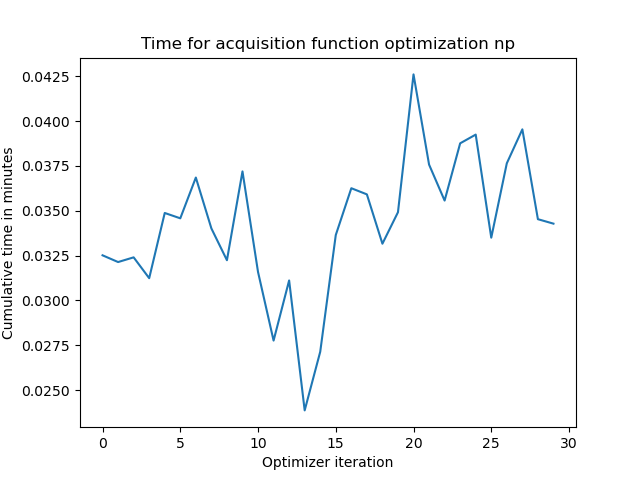 Time for acquisition function optimization np
0.0425
0.0400
0.0375
0.0350
0.0325
0.0300
0.0275
0.0250
Cumulative time in minutes
0 5 10 15 20 25 30
Optimizer iteration